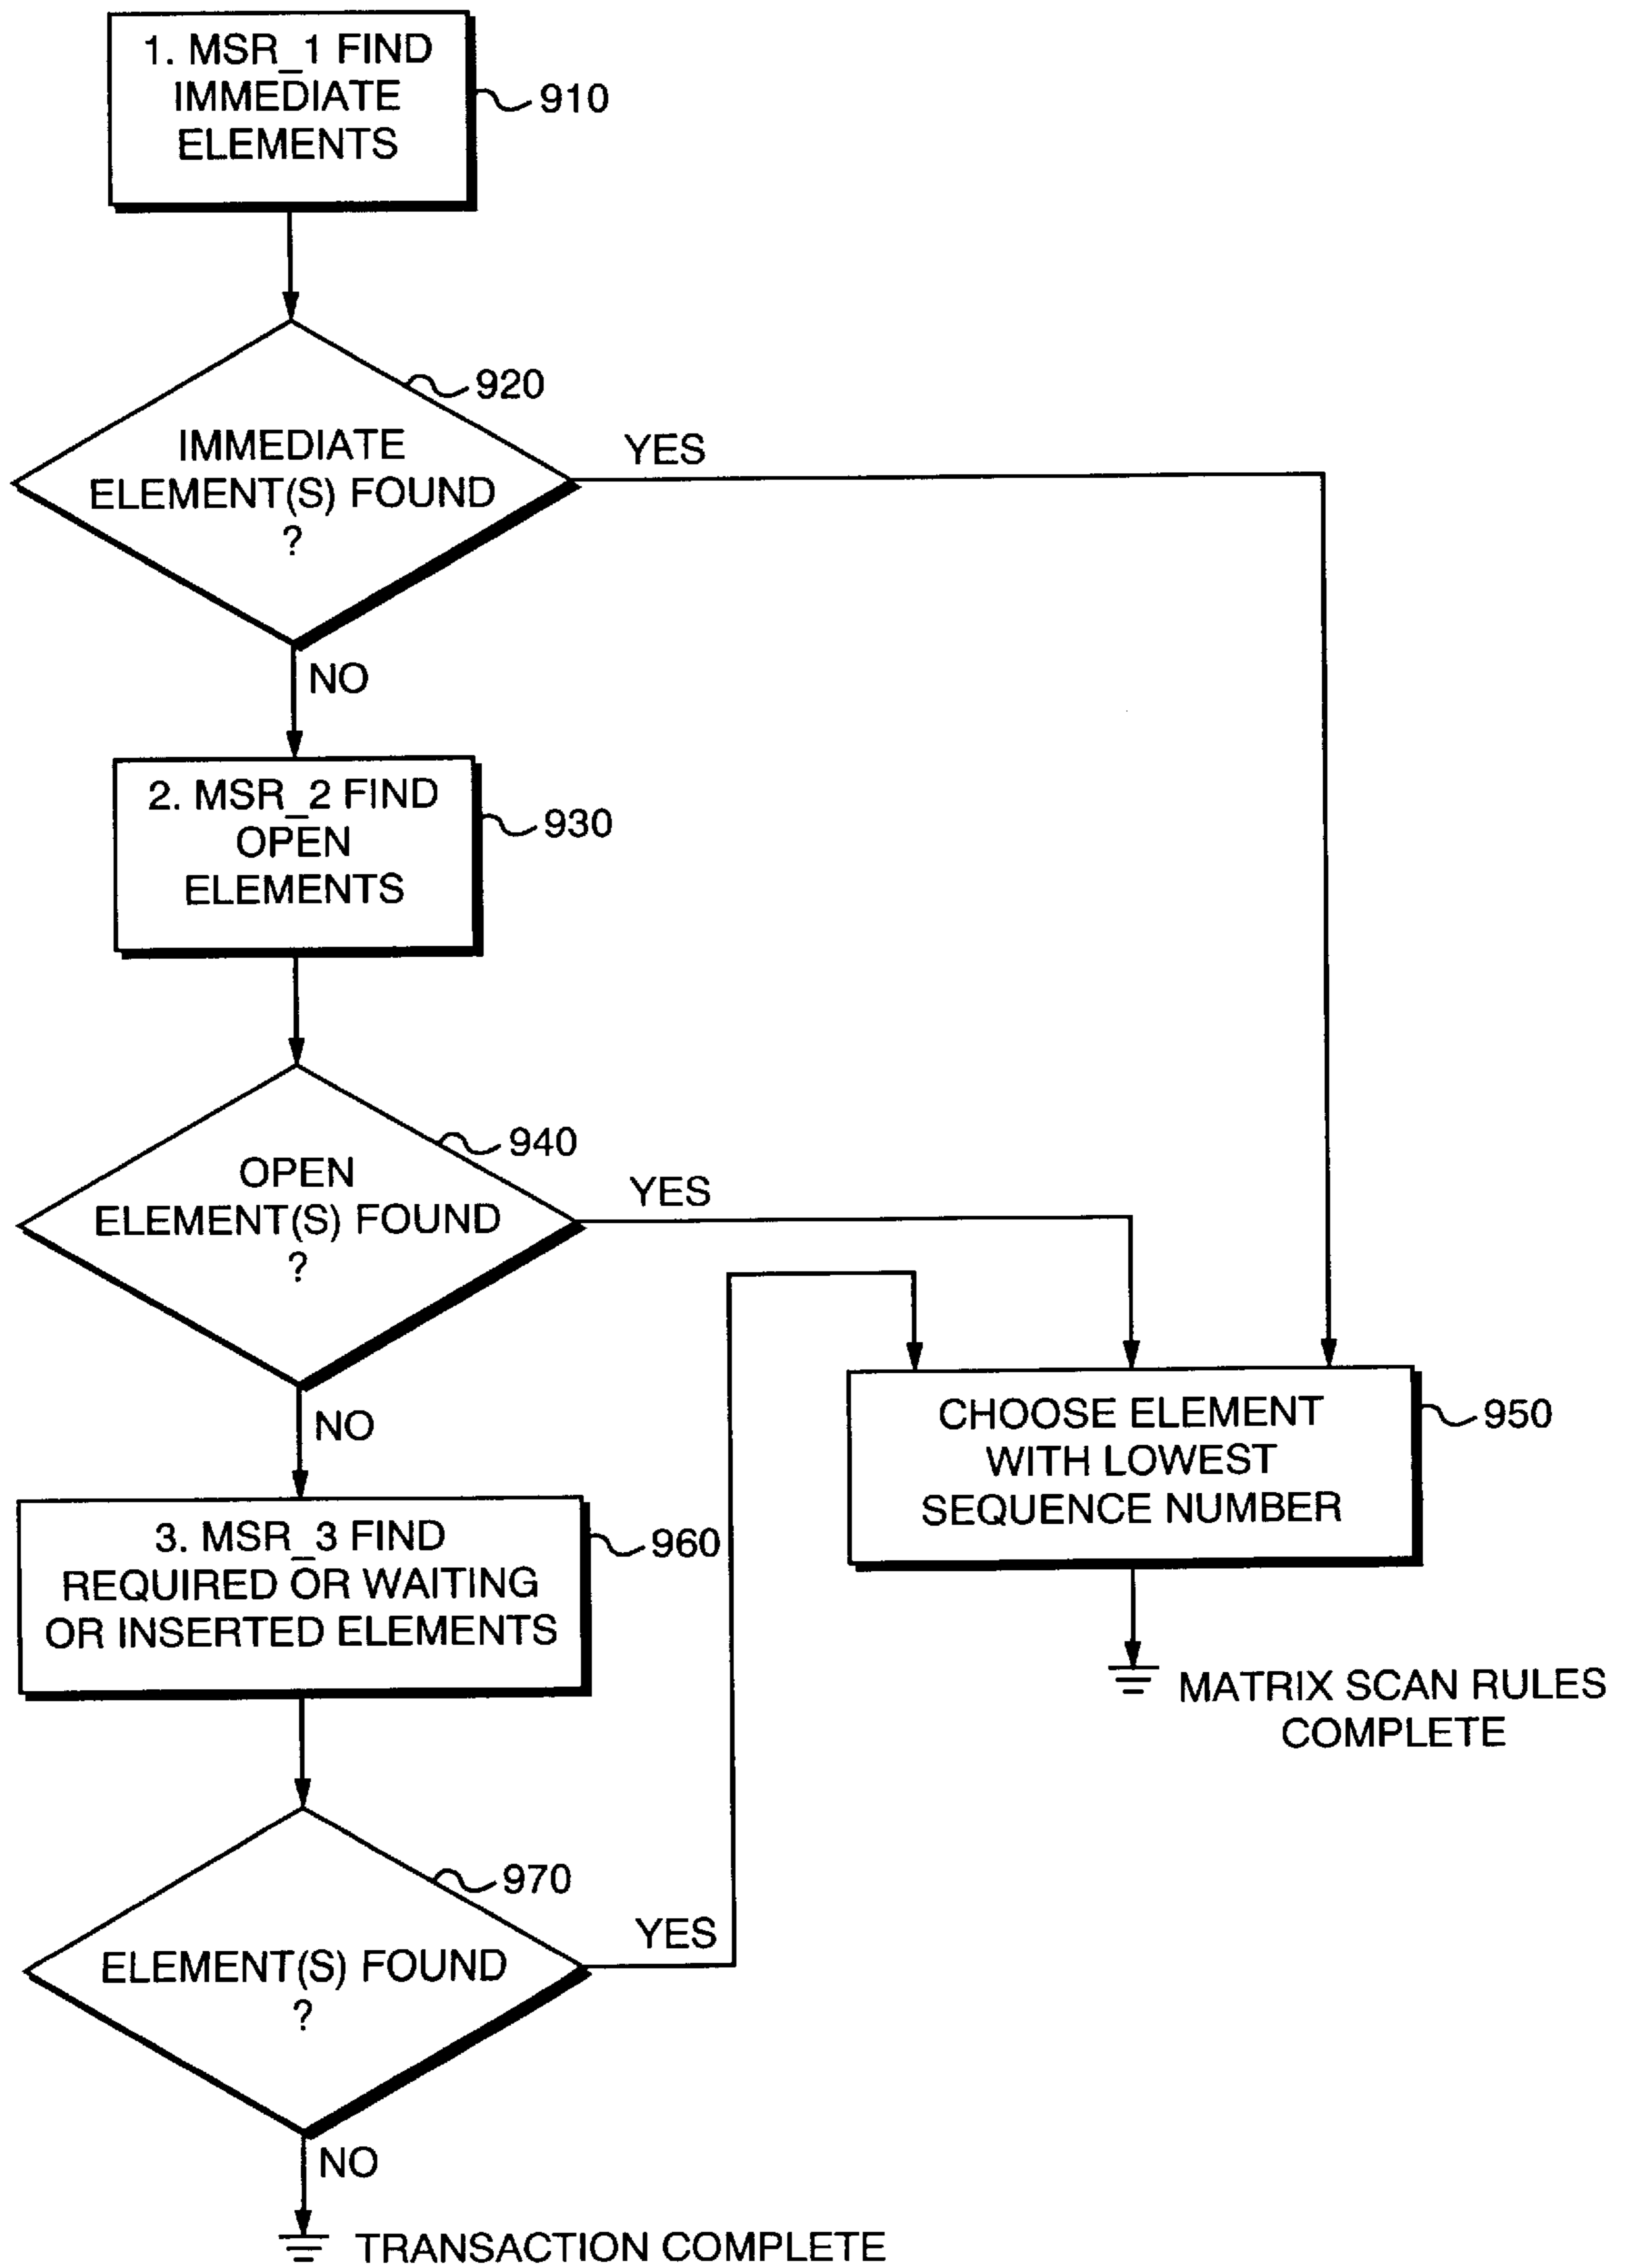 1. MSR_1 FIND
IMMEDIATE
ELEMENTS
910
920
IMMEDIATE
ELEMENT(S) FOUND
?
YES
NO
2. MSR_2 FIND
OPEN
ELEMENTS
930
940
OPEN
ELEMENT(S) FOUND
?
YES
NO
CHOOSE ELEMENT
WITH LOWEST
SEQUENCE NUMBER
950
3. MSR_3 FIND
REQUIRED OR WAITING
OR INSERTED ELEMENTS
960
MATRIX SCAN RULES
COMPLETE
970
ELEMENT(S) FOUND
?
YES
NO
TRANSACTION COMPLETE